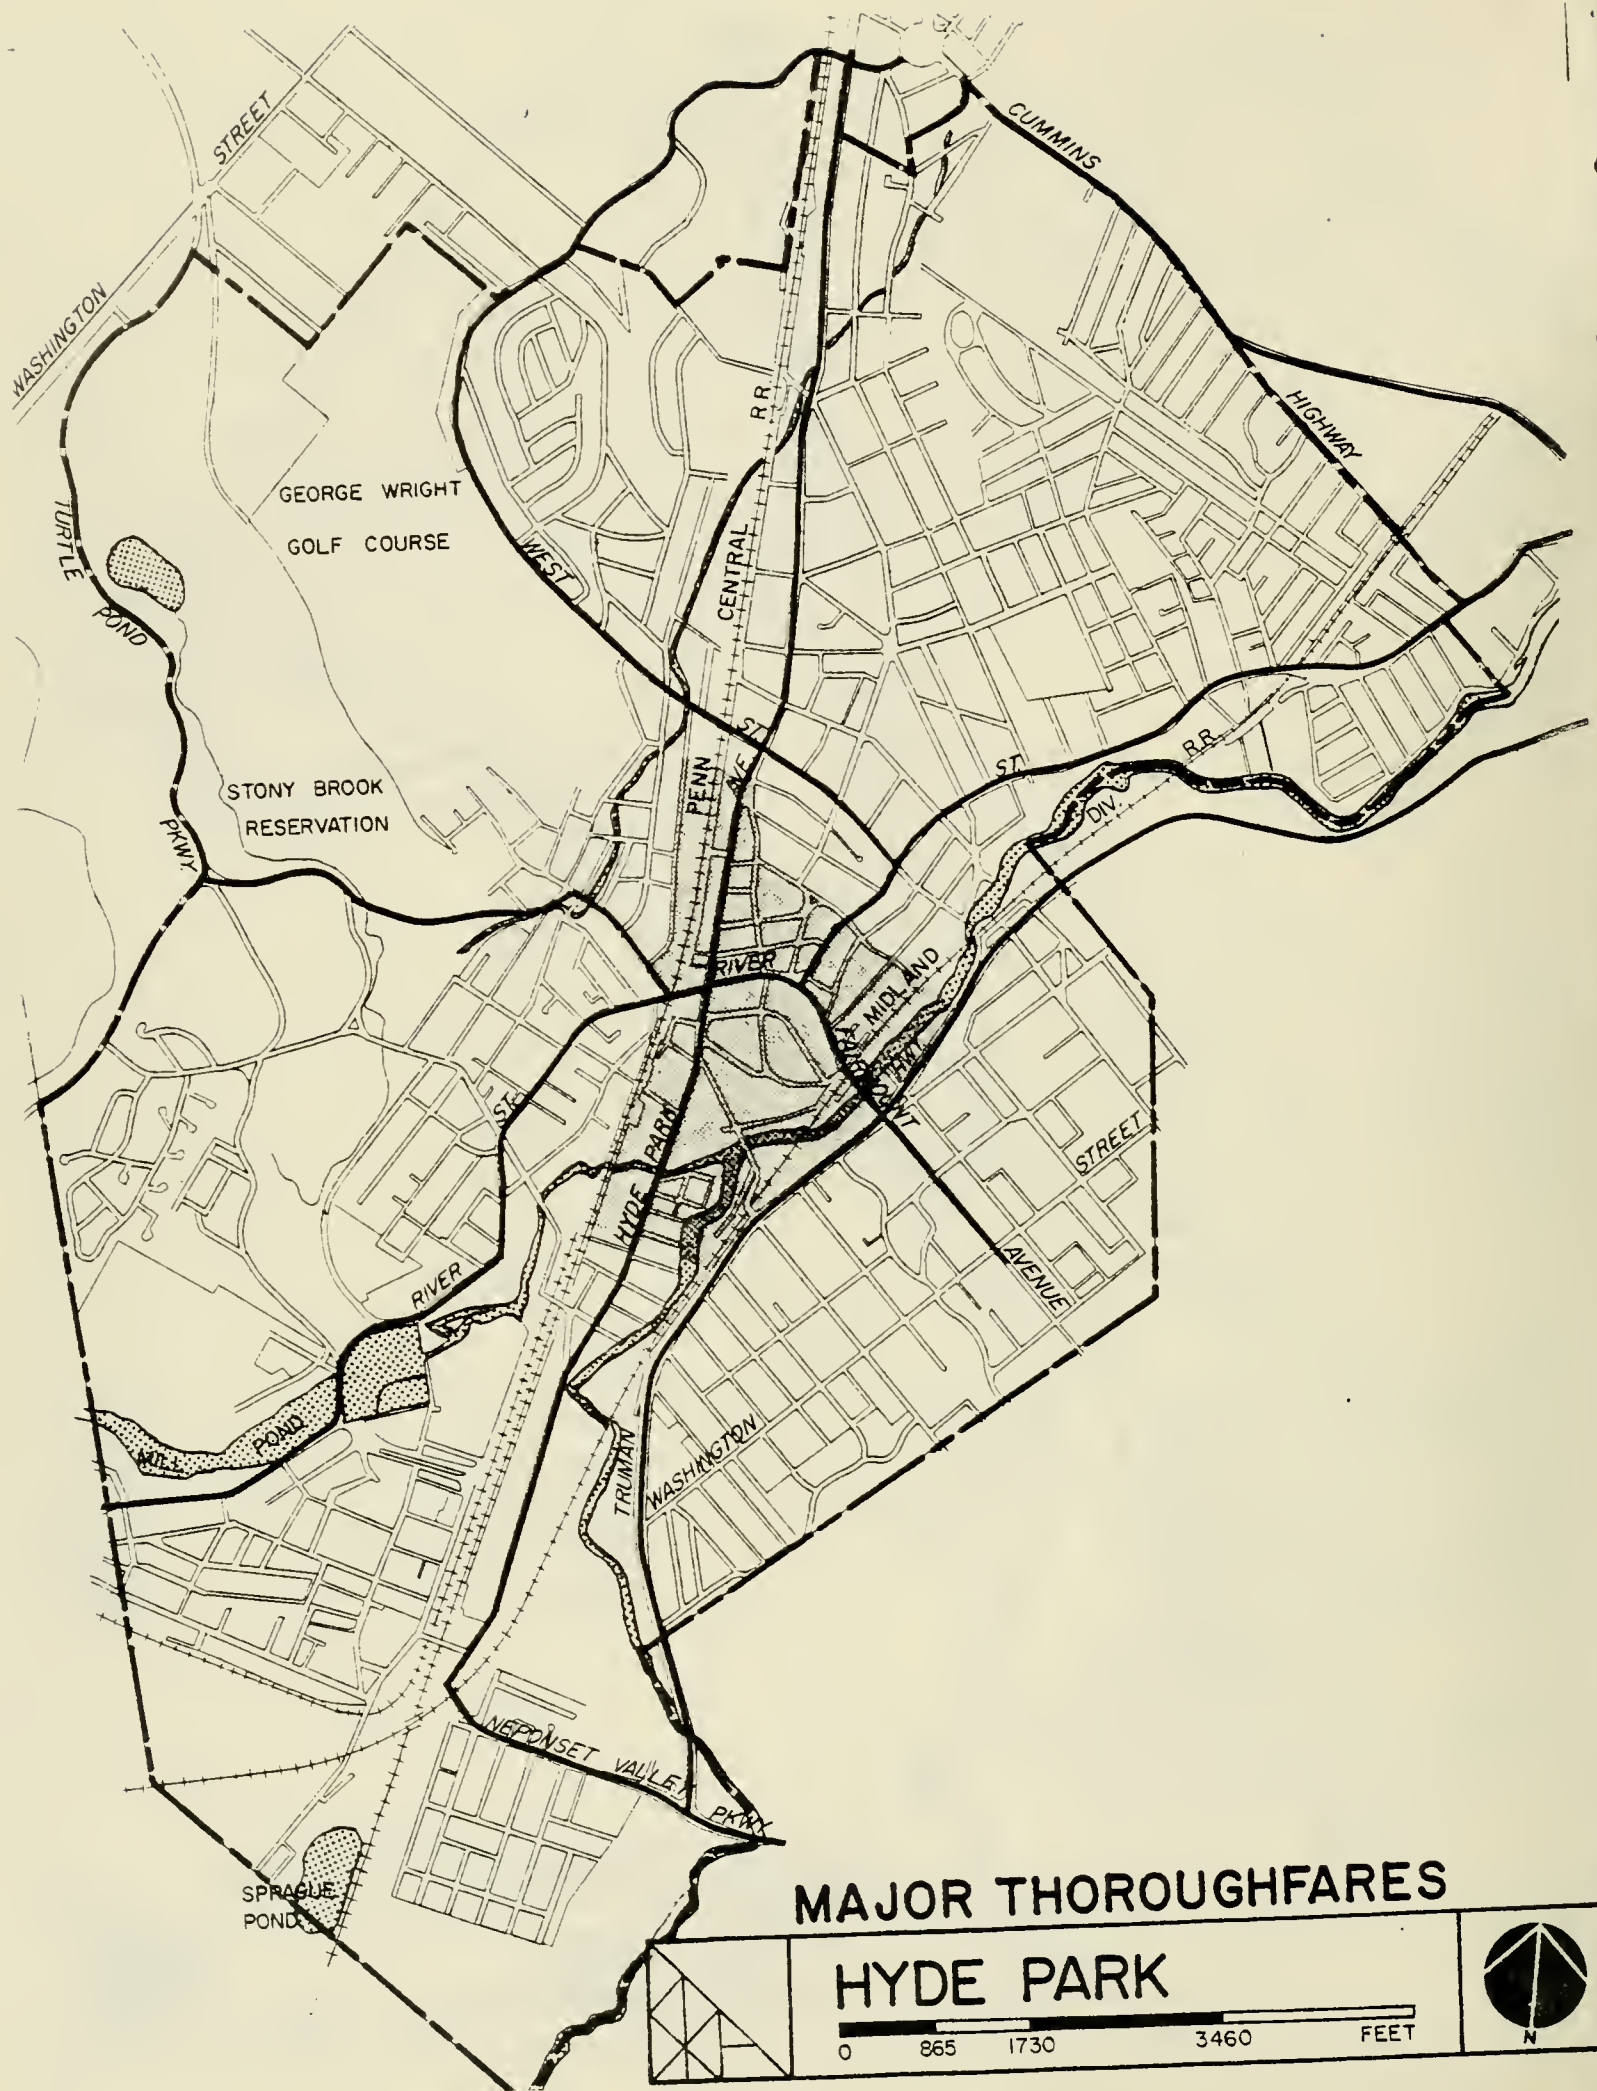 CUMMINS
HIGHWAY
STREET
WASHINGTON
TURTLE
POND
PKWY.
GEORGE WRIGHT
GOLF COURSE
WEST
ST.
R.R.
CENTRAL
PENN
AVE.
STONY BROOK
RESERVATION
ST.
R.R.
DIV.
MIDLAND
RIVER
ST.
HYDE PARK
STREET
AVENUE
RIVER
MILL POND
TRUMAN
WASHINGTON
NEPONSET VALLEY PKWY
SPRAGUE
POND
MAJOR THOROUGHFARES
HYDE PARK
0 865 1730 3460 FEET
N